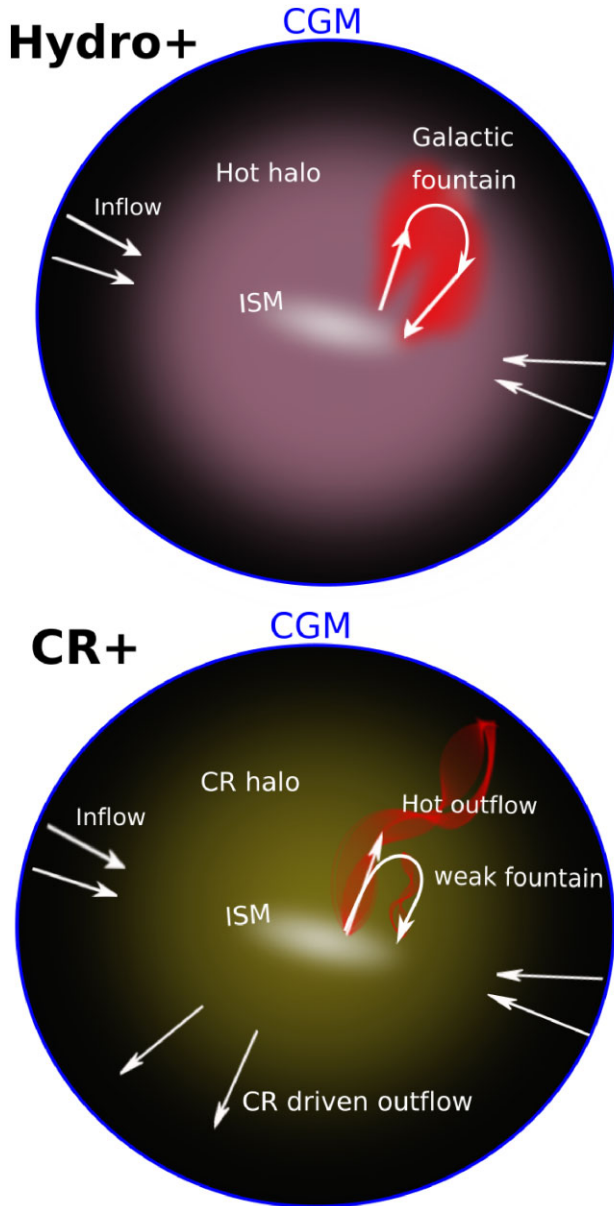 Hydro+
CGM
Galactic
fountain
Hot halo
Inflow
ISM
CR+
CGM
CR halo
Hot outflow
Inflow
weak fountain
ISM
CR driven outflow